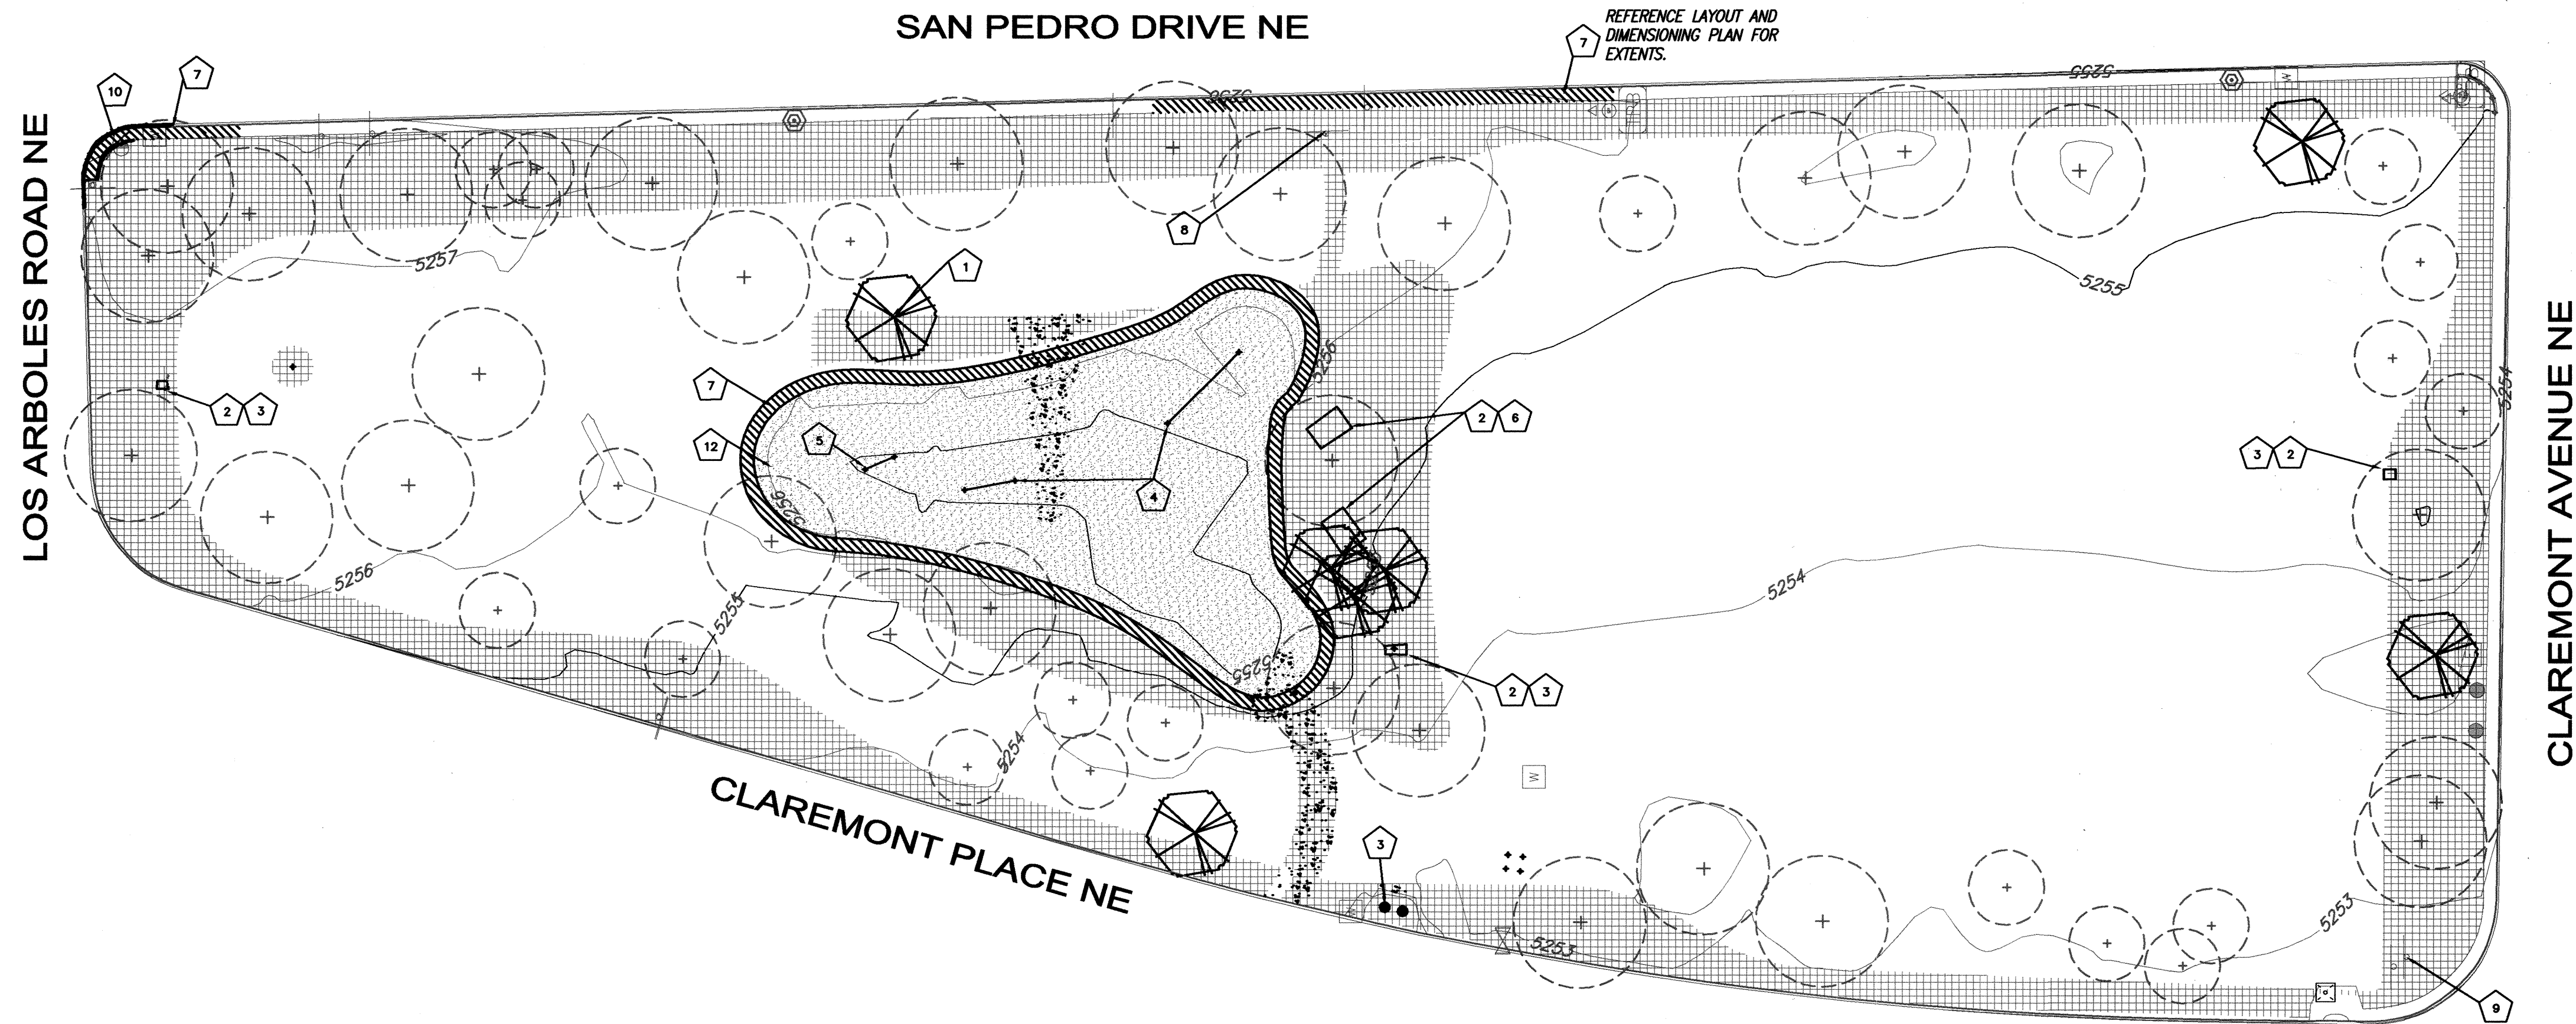 SAN PEDRO DRIVE NE
REFERENCE LAYOUT AND
DIMENSIONING PLAN FOR
EXTENTS.
7
10
7
5255
W
5256
LOS ARBOLES ROAD NE
8
5257
1
5255
5256
7
5254
2 3
5
12
2 6
3 2
CLAREMONT AVENUE NE
4
5256
5256
5255
5254
5255
2 3
5254
W
CLAREMONT PLACE NE
3
W
5253
5253
9